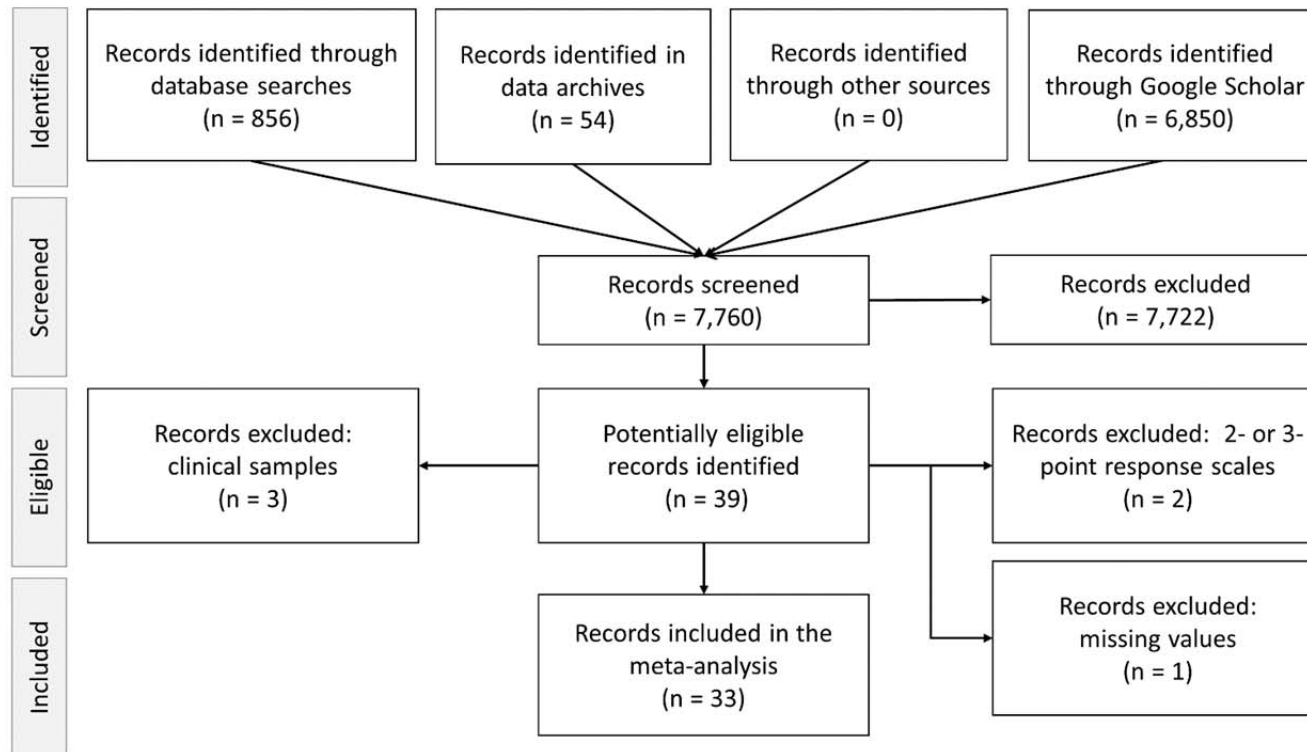 Identified
Records identified through
database searches
(n = 856)
Records identified in
data archives
(n = 54)
Records identified
through other sources
(n = 0)
Records identified
through Google Scholar
(n = 6,850)
Screened
Records screened
(n = 7,760)
Records excluded
(n = 7,722)
Eligible
Records excluded:
clinical samples
(n = 3)
Potentially eligible
records identified
(n = 39)
Records excluded:  2- or 3-
point response scales
(n = 2)
Included
Records included in the
meta-analysis
(n = 33)
Records excluded:
missing values
(n = 1)